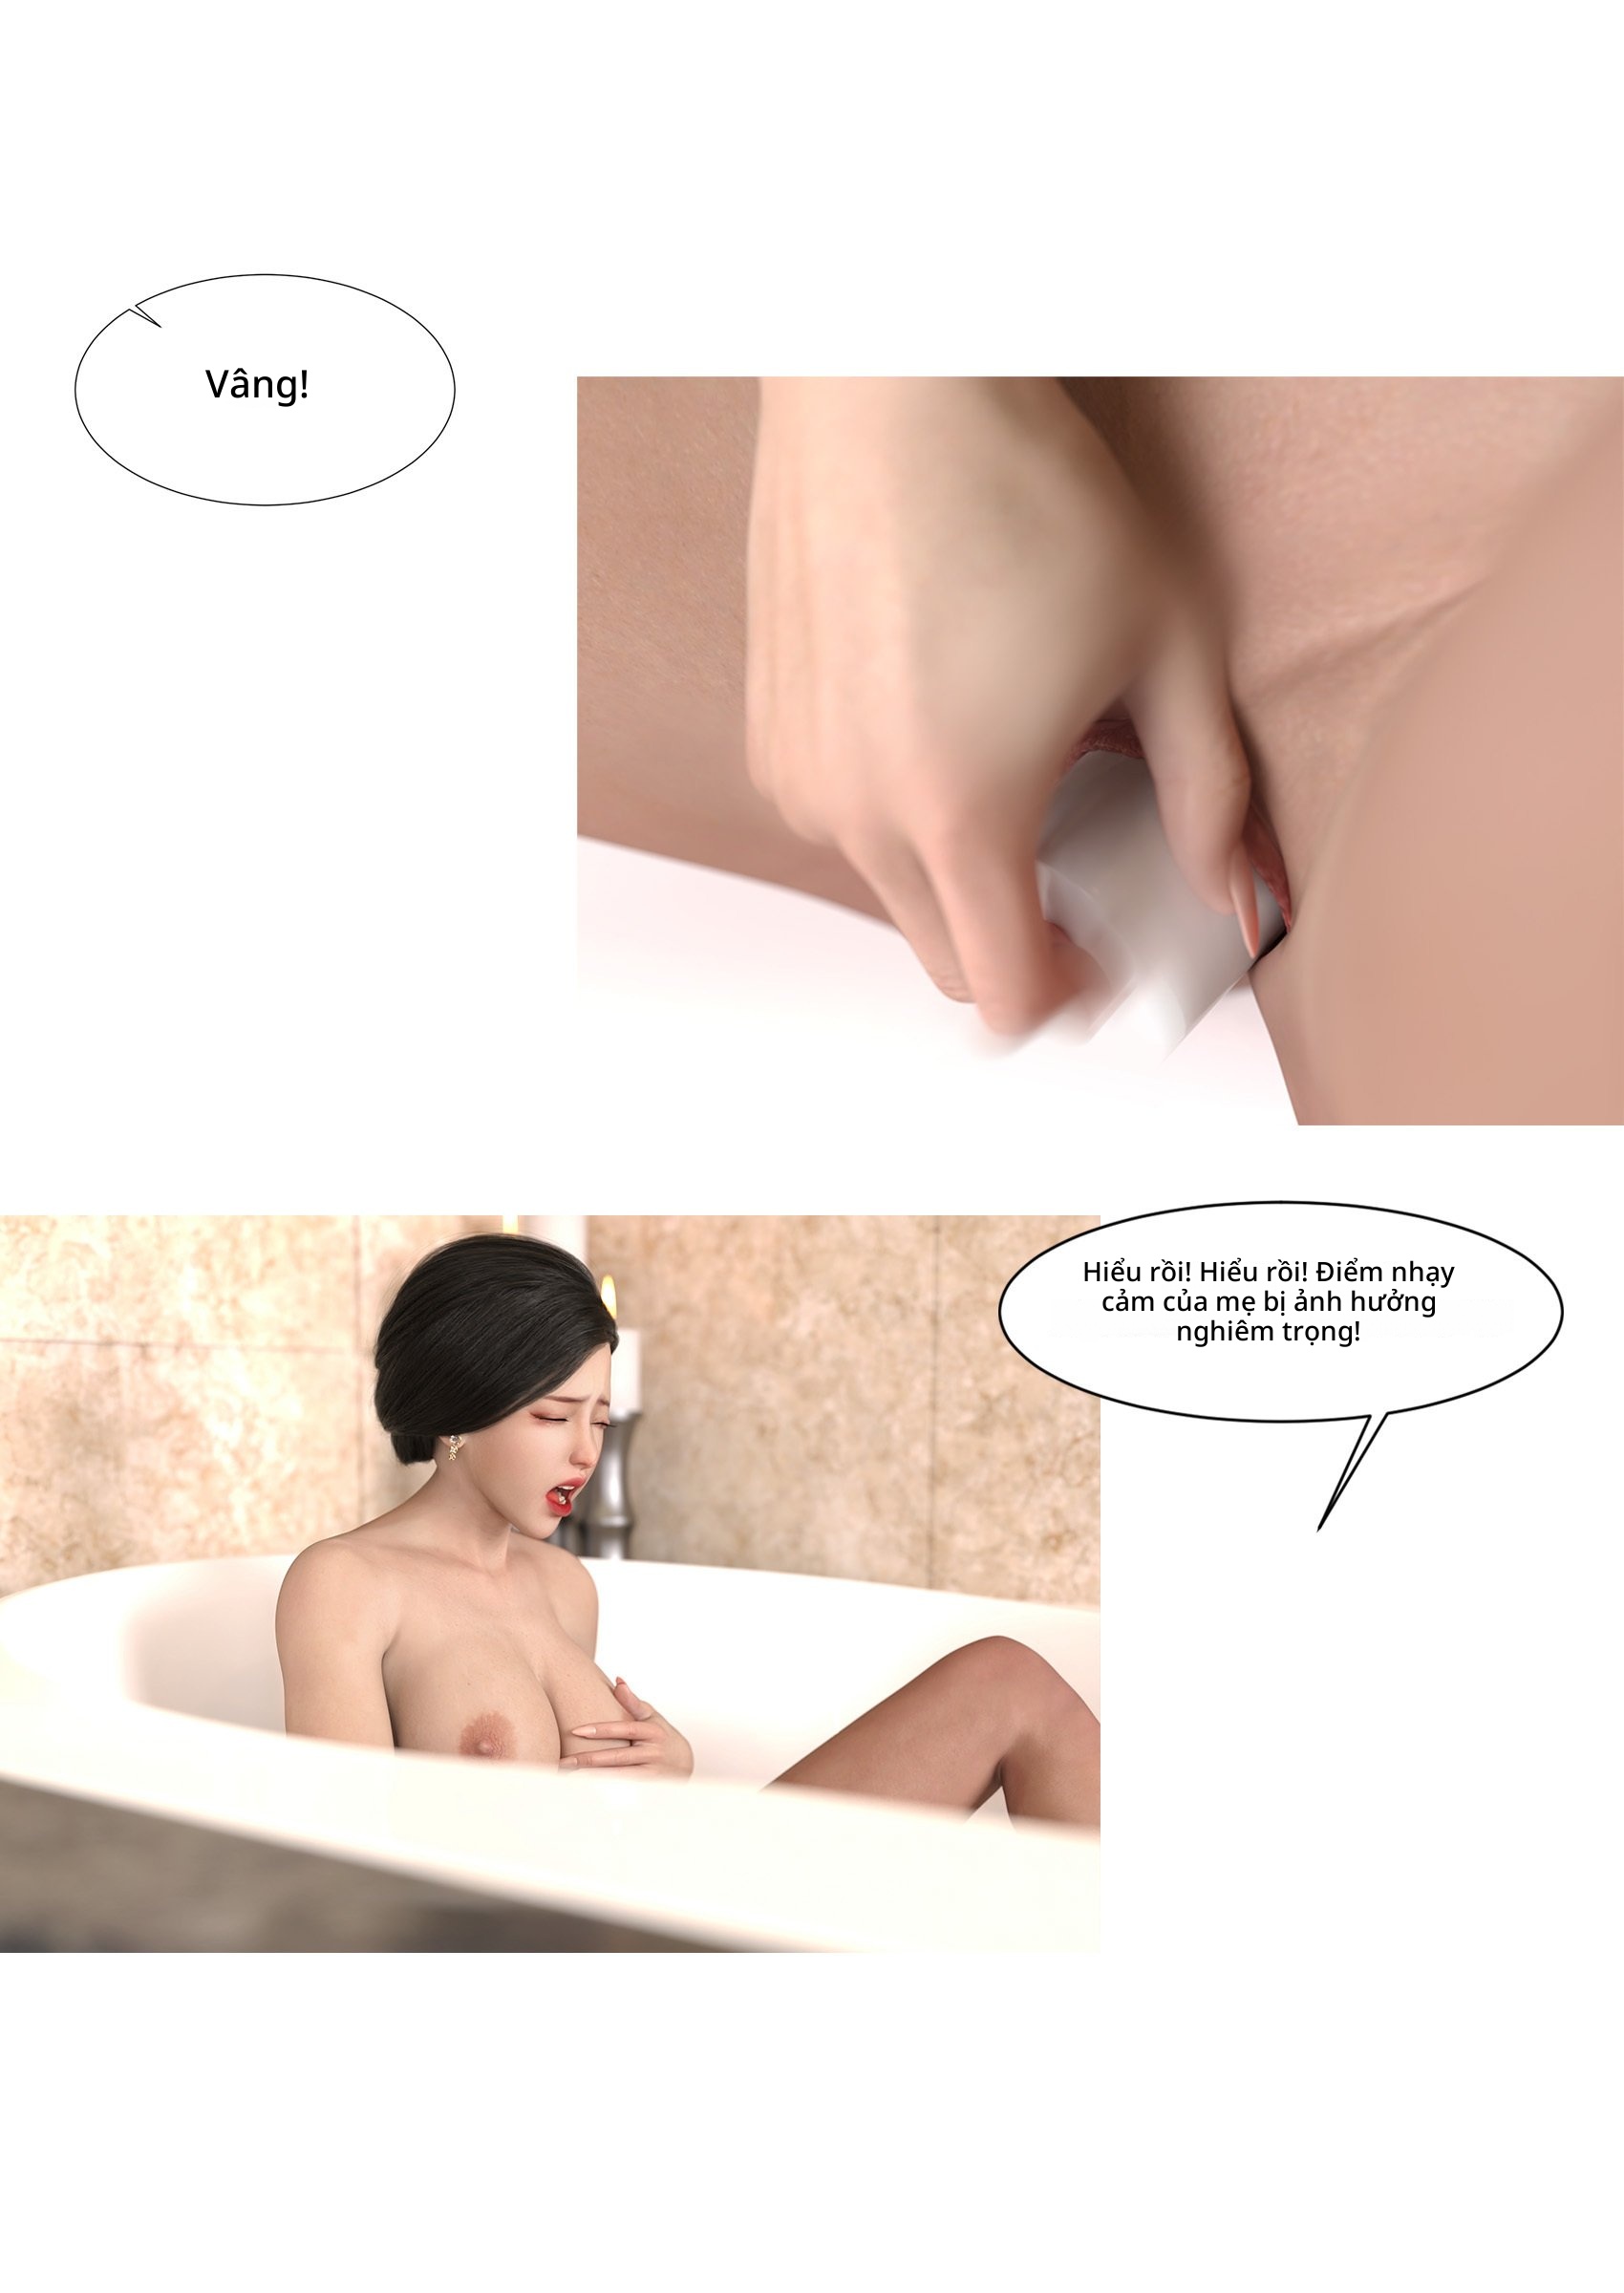 Vâng!
Hiểu rồi! Hiểu rồi! Điểm nhạy
cảm của mẹ bị ảnh hưởng
nghiêm trọng!